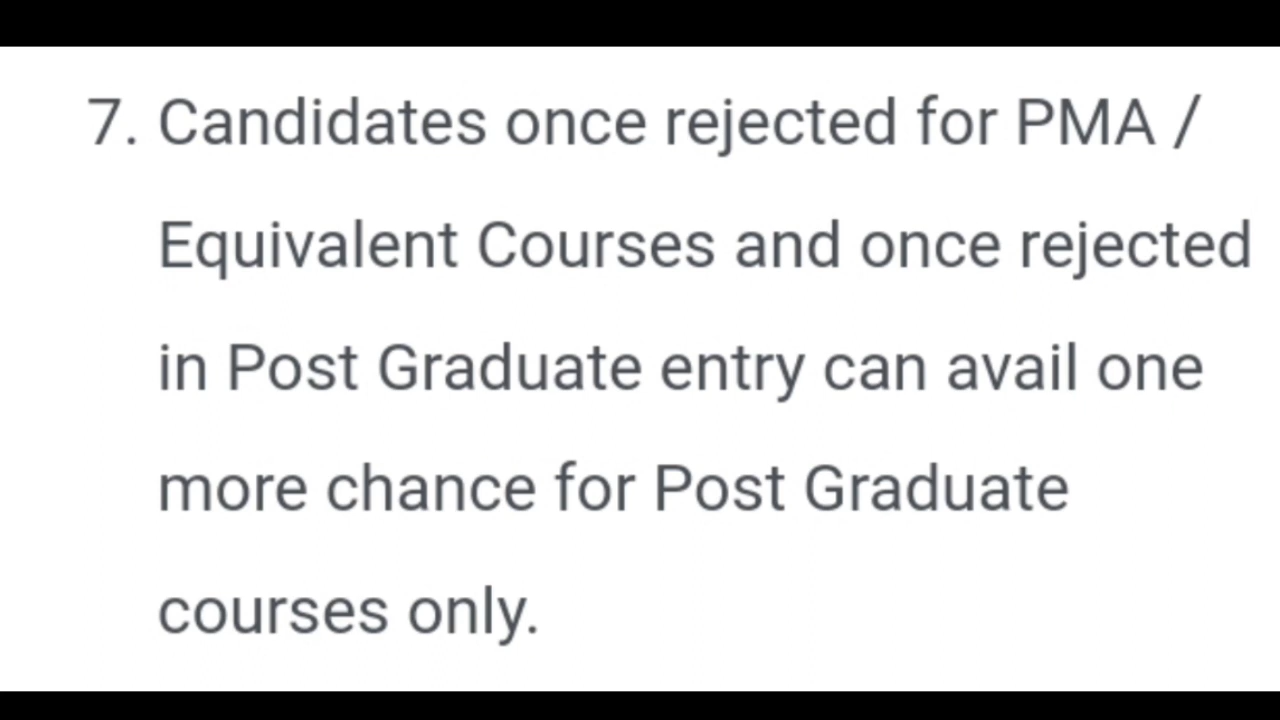 7. Candidates once rejected for PMA /
Equivalent Courses and once rejected
in Post Graduate entry can avail one
more chance for Post Graduate
courses only.